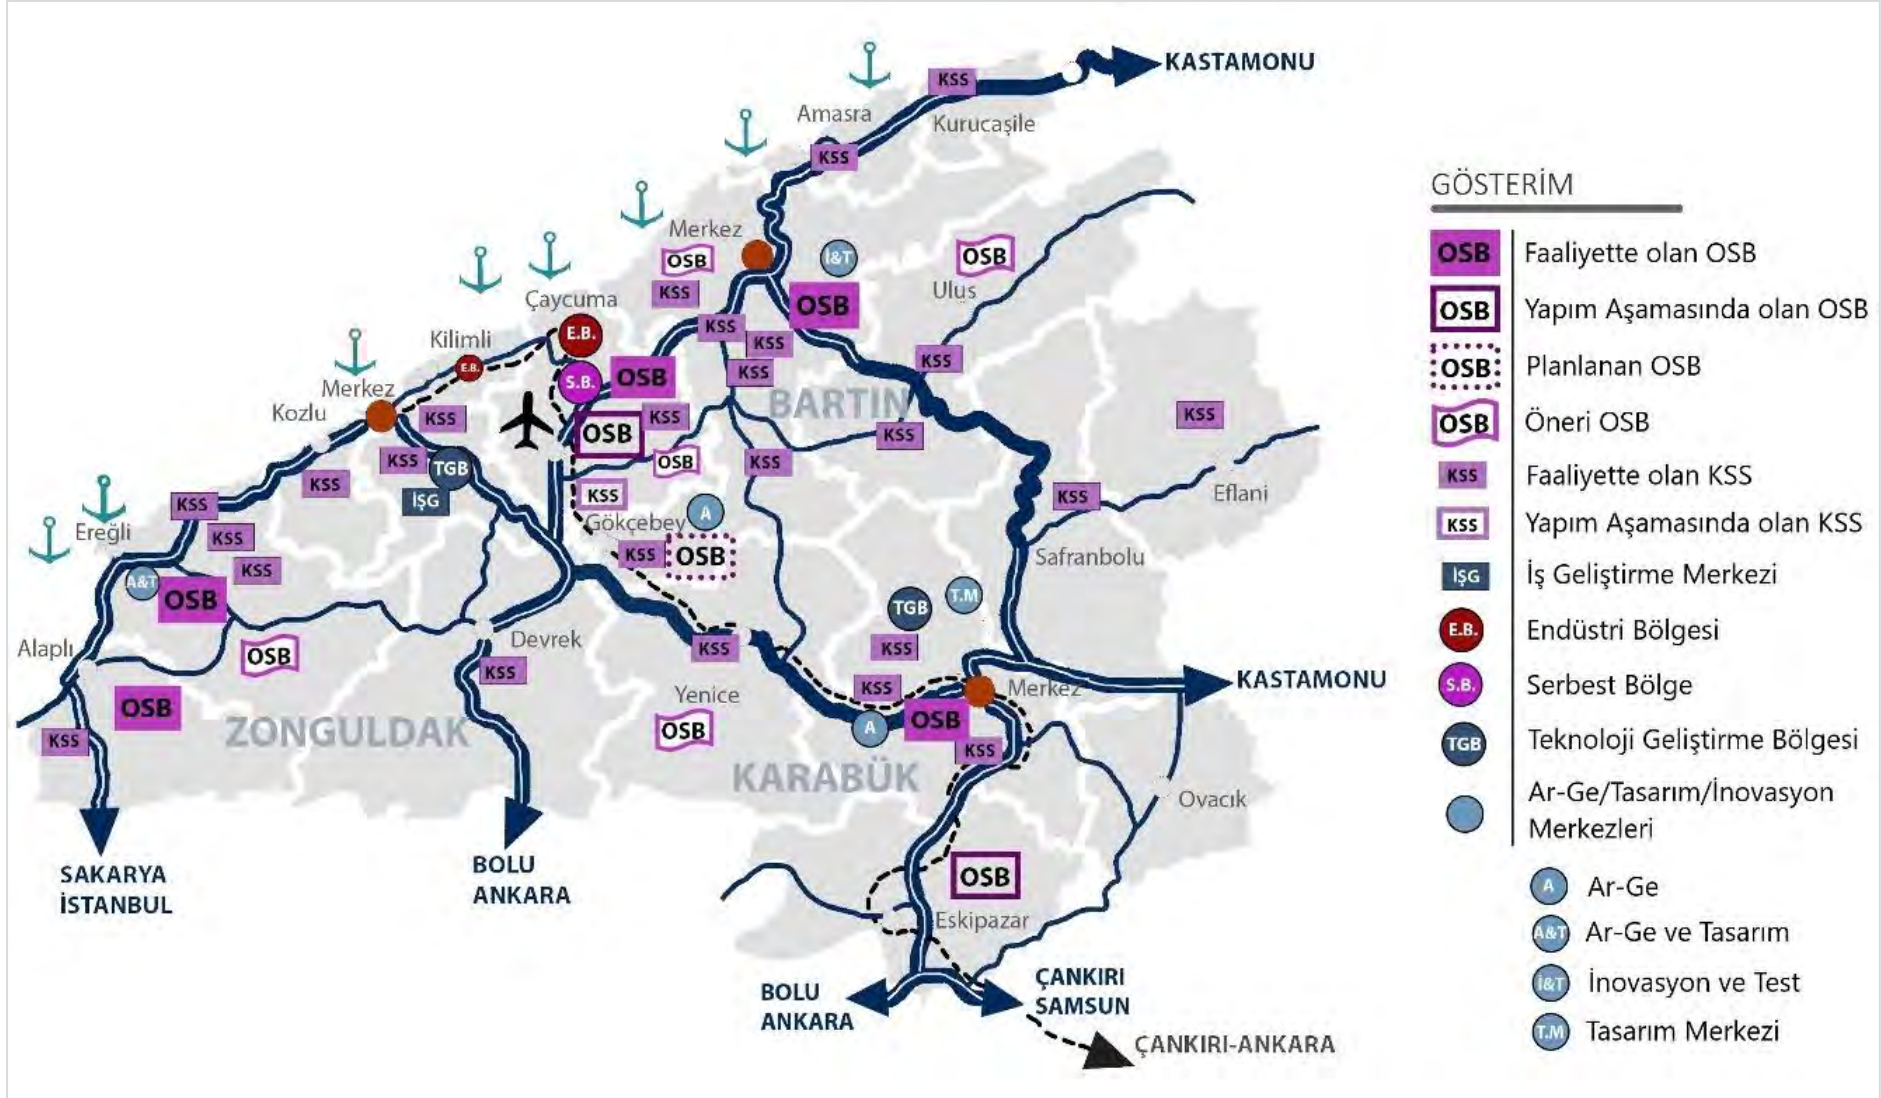 KASTAMONU
KSS
Amasra
Kurucaşile
KSS
Merkez
OSB
İ&T
OSB
Ulus
KSS
OSB
Çaycuma
E.B.
KSS
KSS
Kilimli
E.B.
KSS
KSS
OSB
S.B.
Merkez
Kozlu
KSS
KSS
BARTIN
KSS
OSB
KSS
KSS
TGB
OSB
KSS
KSS
İŞG
KSS
KSS
Eflani
KSS
Ereğli
KSS
Gökçebey
A
KSS
OSB
Safranbolu
KSS
A&T
OSB
TGB
T.M
Alaplı
OSB
Devrek
KSS
KSS
KSS
KASTAMONU
OSB
Yenice
KSS
Merkez
OSB
A
OSB
KSS
KSS
ZONGULDAK
KARABÜK
Ovacık
SAKARYA
İSTANBUL
BOLU
ANKARA
OSB
Eskipazar
BOLU
ANKARA
ÇANKIRI
SAMSUN
ÇANKIRI-ANKARA
GÖSTERİM
OSB Faaliyette olan OSB
OSB Yapım Aşamasında olan OSB
OSB Planlanan OSB
OSB Öneri OSB
KSS Faaliyette olan KSS
KSS Yapım Aşamasında olan KSS
İŞG İş Geliştirme Merkezi
E.B. Endüstri Bölgesi
S.B. Serbest Bölge
TGB Teknoloji Geliştirme Bölgesi
Ar-Ge/Tasarım/İnovasyon
Merkezleri
A Ar-Ge
A&T Ar-Ge ve Tasarım
İ&T İnovasyon ve Test
T.M Tasarım Merkezi